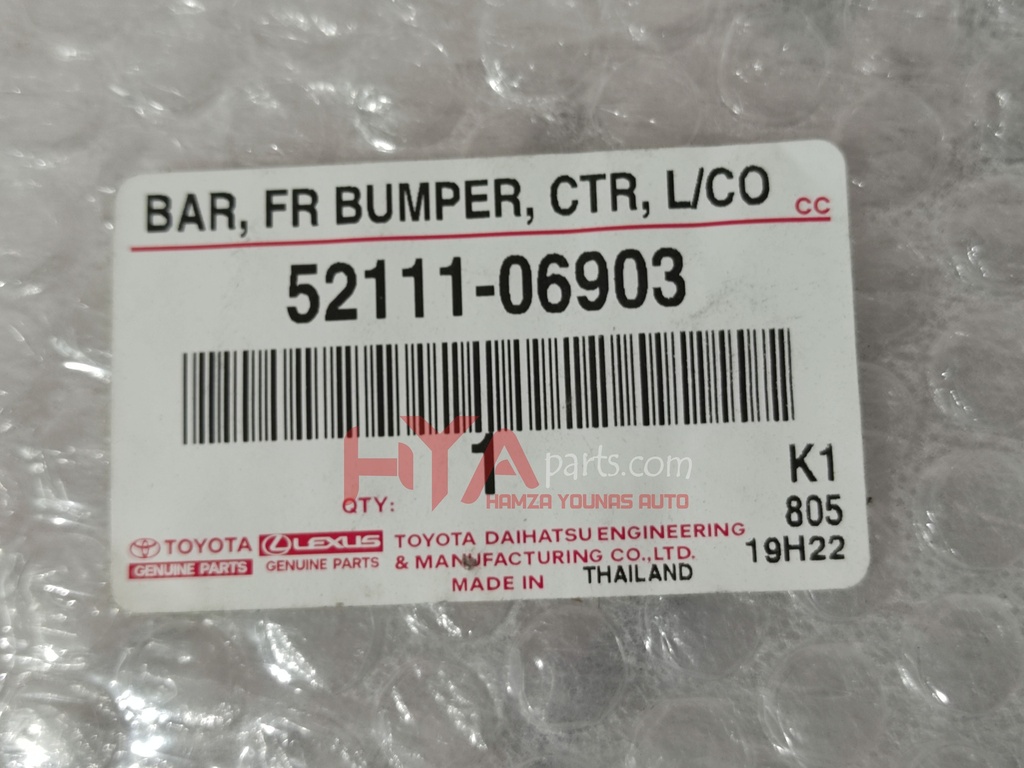 BAR, FR BUMPER, CTR, L/CO CC
52111-06903
HYA parts.com
HAMZA YOUNAS AUTO
QTY: 1
K1
805
19H22
TOYOTA
GENUINE PARTS
LEXUS
GENUINE PARTS
TOYOTA DAIHATSU ENGINEERING
& MANUFACTURING CO.,LTD.
MADE IN THAILAND